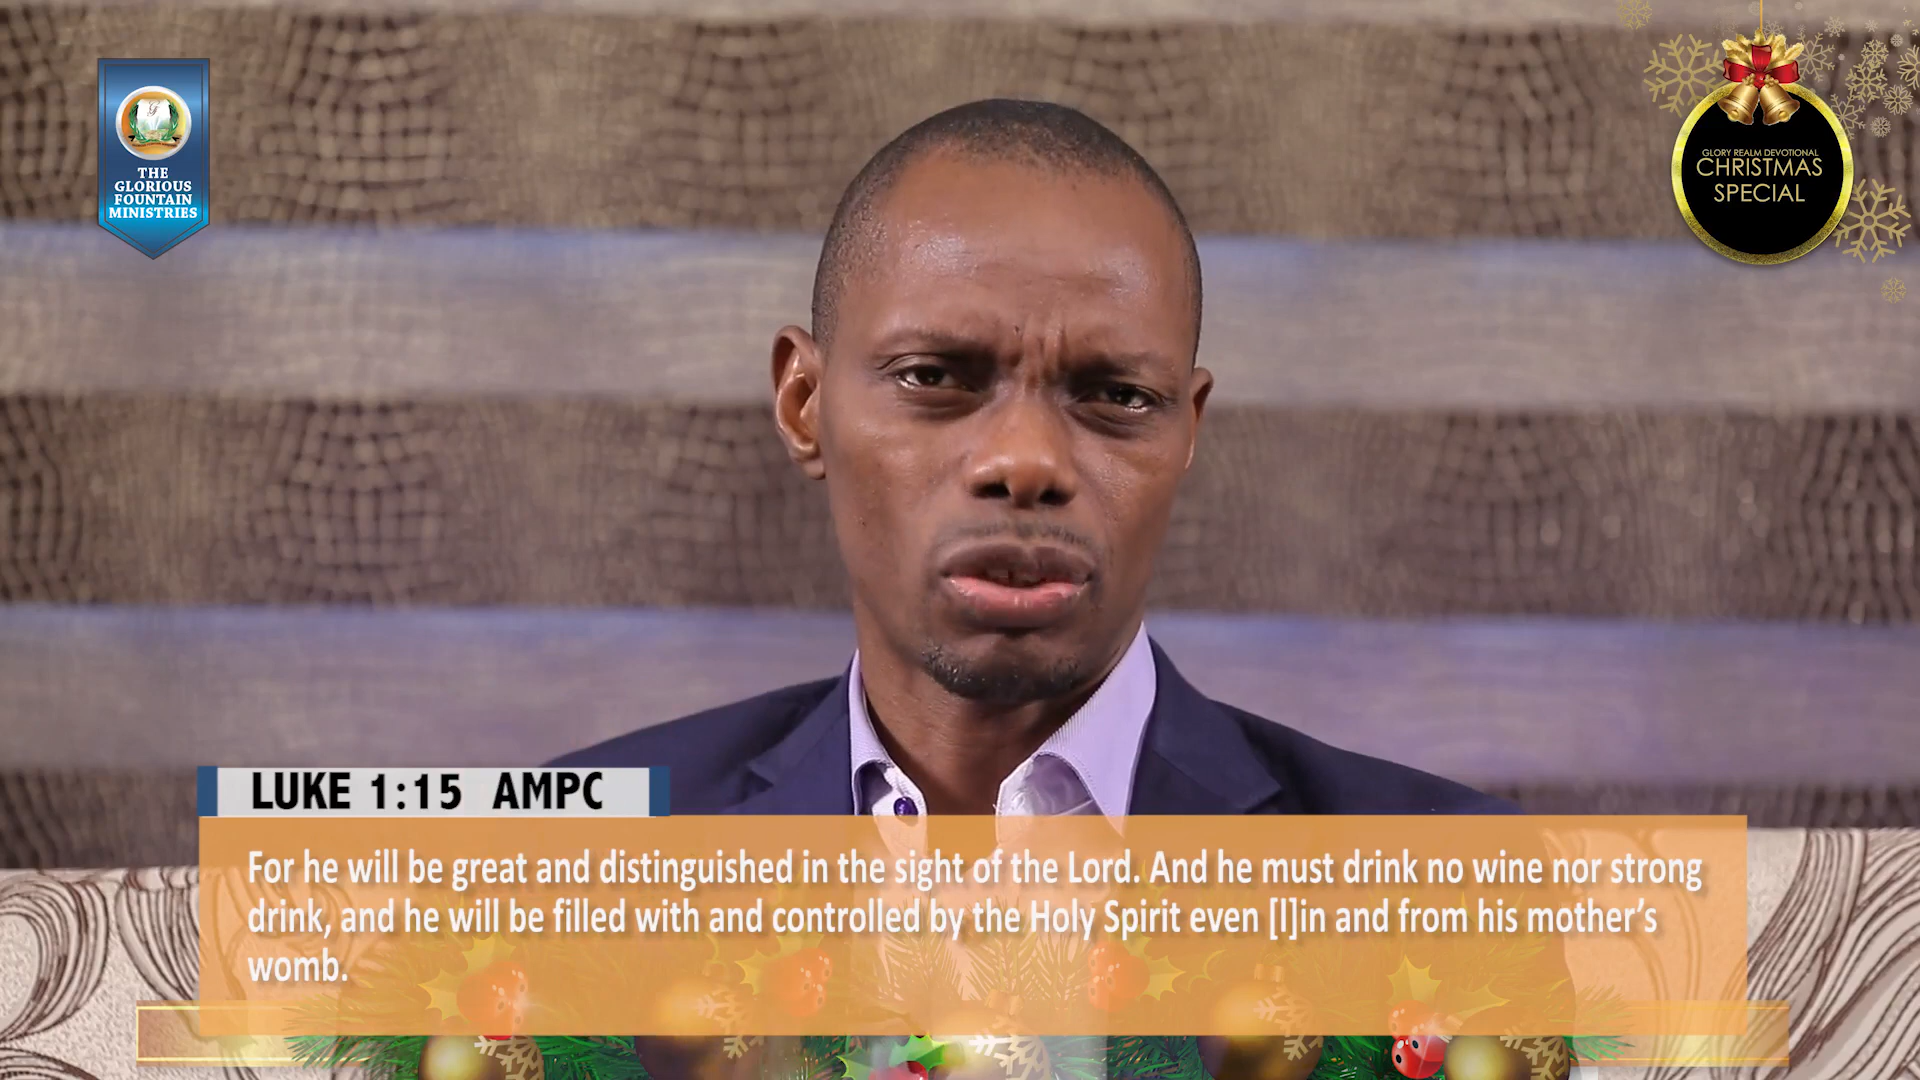 THE
GLORIOUS
FOUNTAIN
MINISTRIES
GLORY REALM DEVOTIONAL
CHRISTMAS
SPECIAL
LUKE 1:15 AMPC
For he will be great and distinguished in the sight of the Lord. And he must drink no wine nor strong
drink, and he will be filled with and controlled by the Holy Spirit even [l]in and from his mother’s
womb.